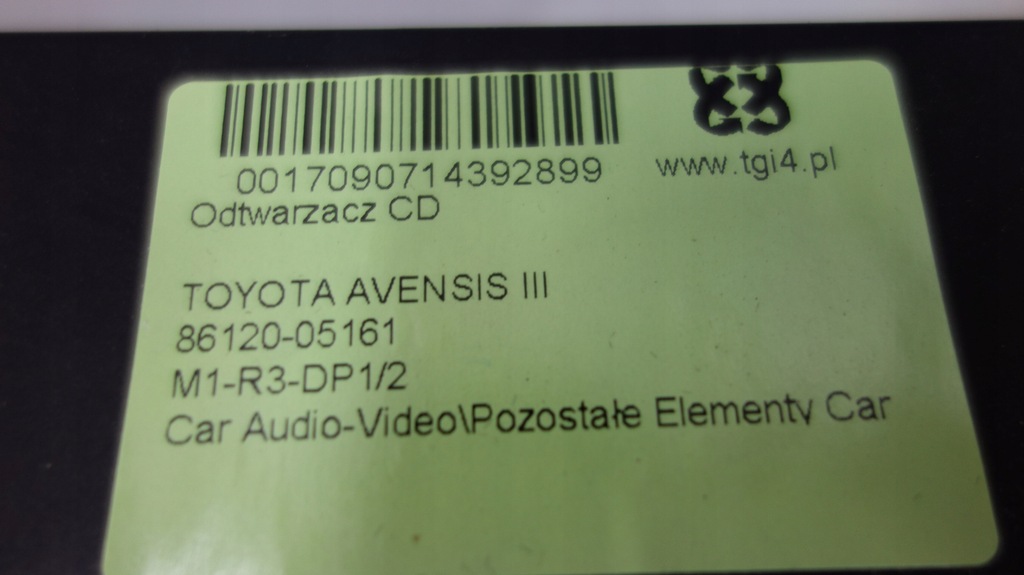 0017090714392899
www.tgi4.pl
Odtwarzacz CD
TOYOTA AVENSIS III
86120-05161
M1-R3-DP1/2
Car Audio-Video\Pozostałe Elementy Car